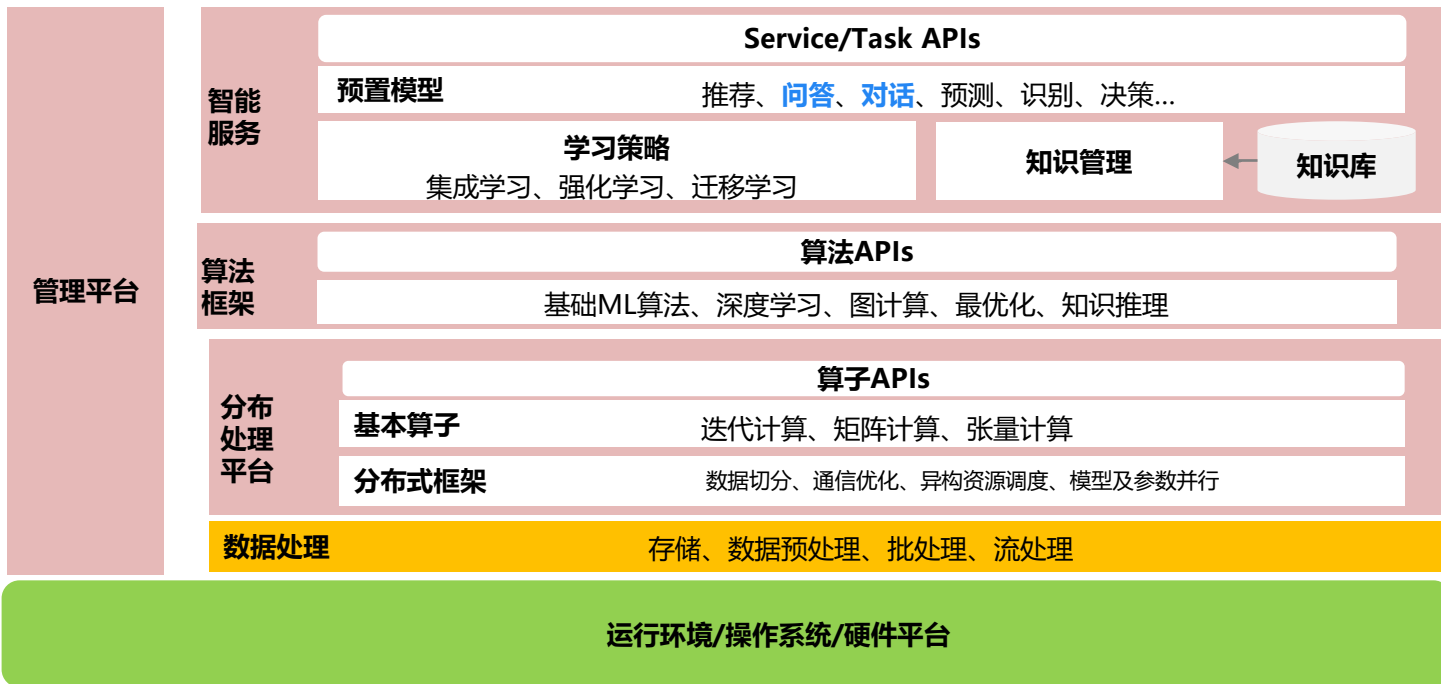 管理平台
智能
服务
Service/Task APIs
预置模型
推荐、问答、对话、预测、识别、决策...
学习策略
集成学习、强化学习、迁移学习
知识管理
知识库
算法
框架
算法APIs
基础ML算法、深度学习、图计算、最优化、知识推理
分布
处理
平台
算子APIs
基本算子
迭代计算、矩阵计算、张量计算
分布式框架
数据切分、通信优化、异构资源调度、模型及参数并行
数据处理
存储、数据预处理、批处理、流处理
运行环境/操作系统/硬件平台